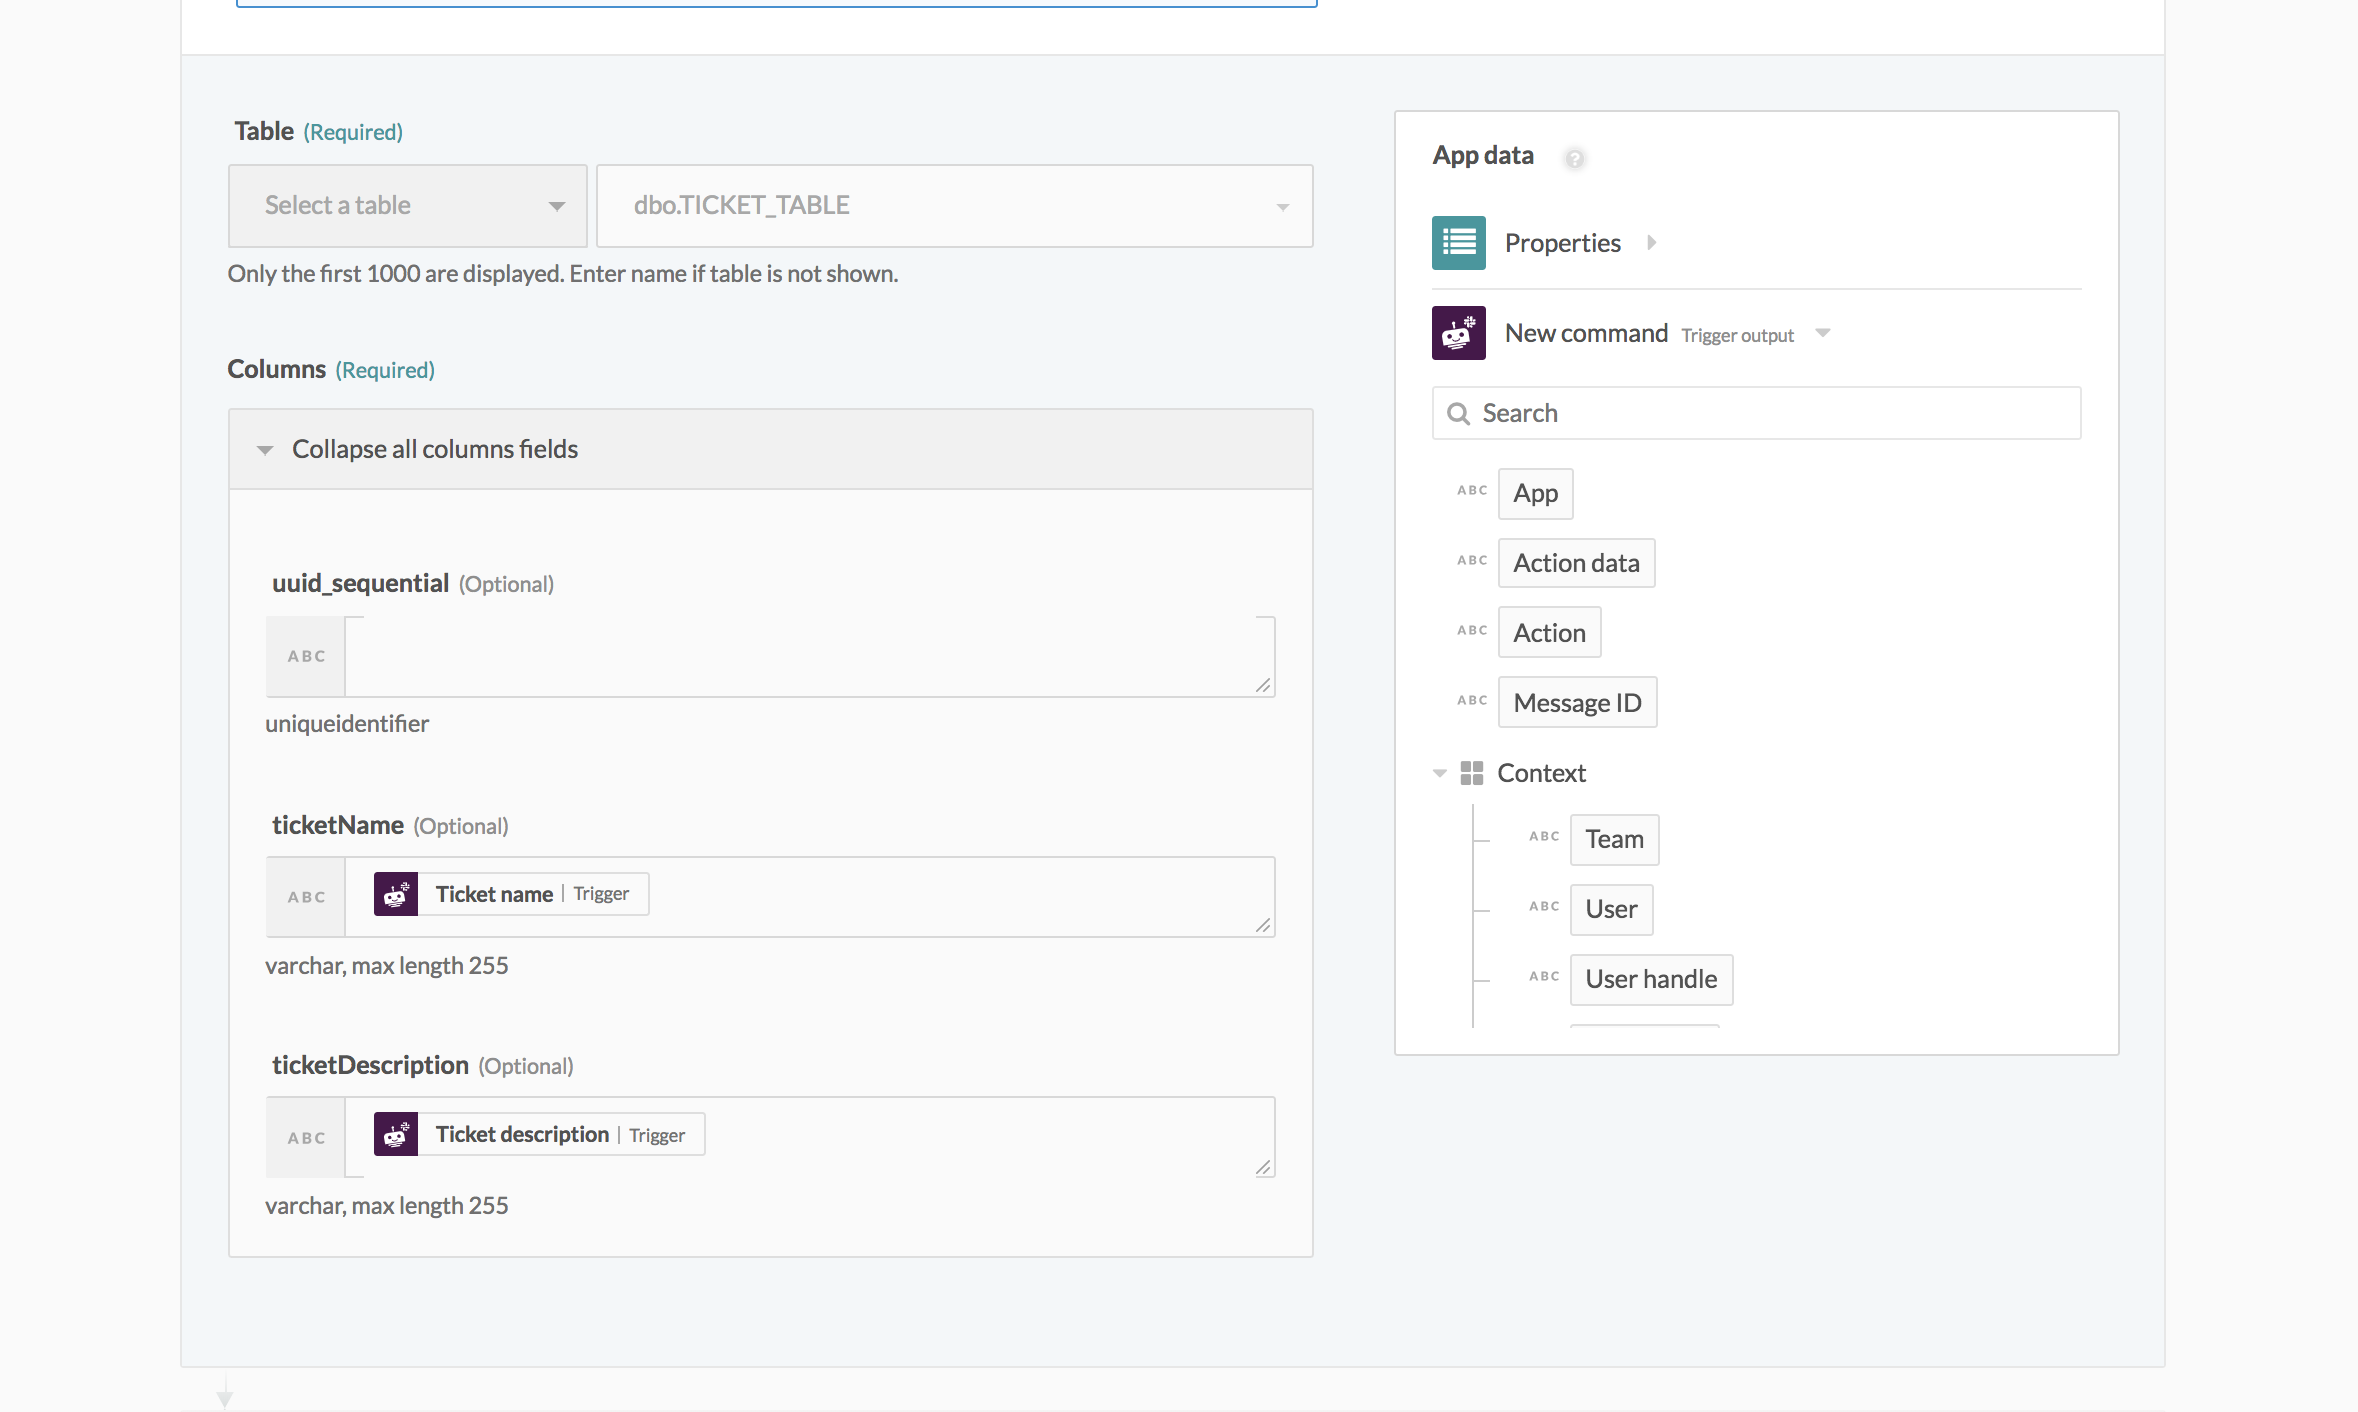 Table (Required)
Select a table
dbo.TICKET_TABLE
Only the first 1000 are displayed. Enter name if table is not shown.
Columns (Required)
Collapse all columns fields
uuid_sequential (Optional)
ABC
uniqueidentifier
ticketName (Optional)
ABC
Ticket name | Trigger
varchar, max length 255
ticketDescription (Optional)
ABC
Ticket description | Trigger
varchar, max length 255
App data ?
Properties
New command Trigger output
Search
ABC App
ABC Action data
ABC Action
ABC Message ID
Context
ABC Team
ABC User
ABC User handle